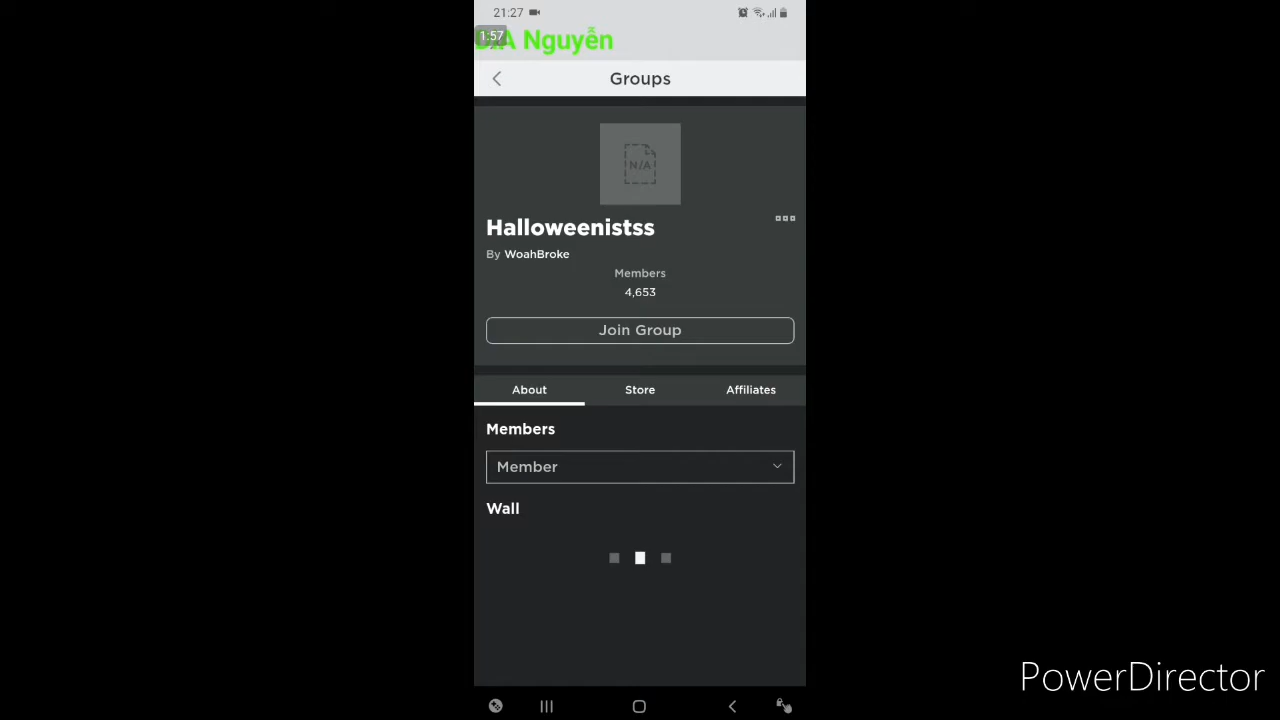 21:27
1:57
Nguyễn
Groups
N/A
Halloweenistss
By WoahBroke
Members
4,653
Join Group
About Store Affiliates
Members
Member
Wall
PowerDirector